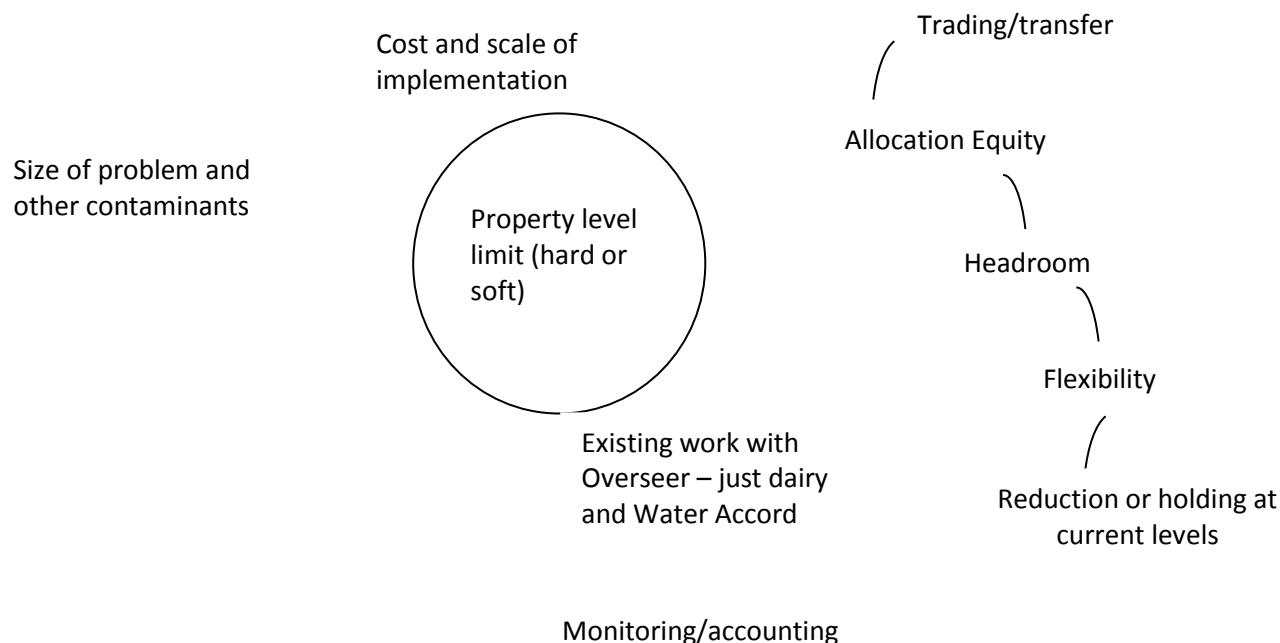 Trading/transfer
Cost and scale of
implementation
Allocation Equity
Size of problem and
other contaminants
Property level
limit (hard or
soft)
Headroom
Flexibility
Existing work with
Overseer – just dairy
and Water Accord
Reduction or holding at
current levels
Monitoring/accounting